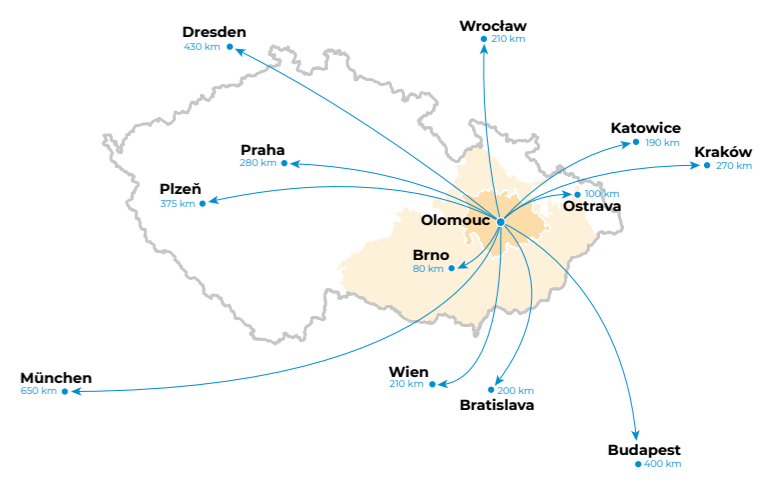 Wrocław
210 km
Dresden
430 km
Katowice
190 km
Kraków
270 km
Praha
280 km
Plzeň
375 km
100 km
Ostrava
Olomouc
Brno
80 km
München
650 km
Wien
210 km
200 km
Bratislava
Budapest
400 km